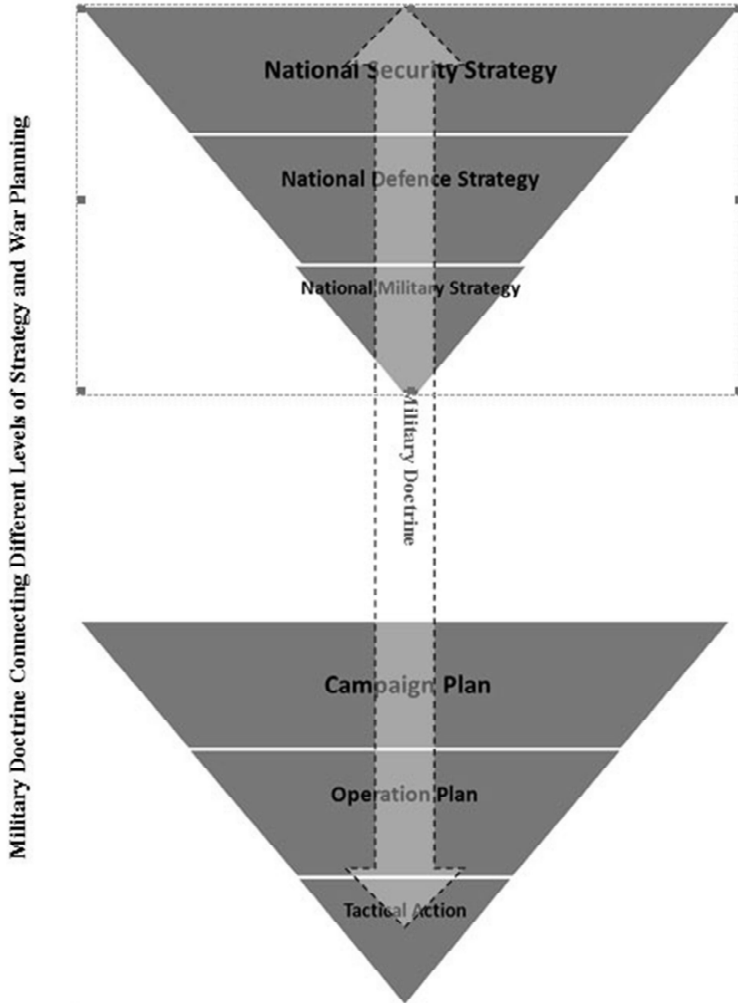 Military Doctrine Connecting Different Levels of Strategy and War Planning
National Security Strategy
National Defence Strategy
National Military Strategy
Military Doctrine
Campaign Plan
Operation Plan
Tactical Action